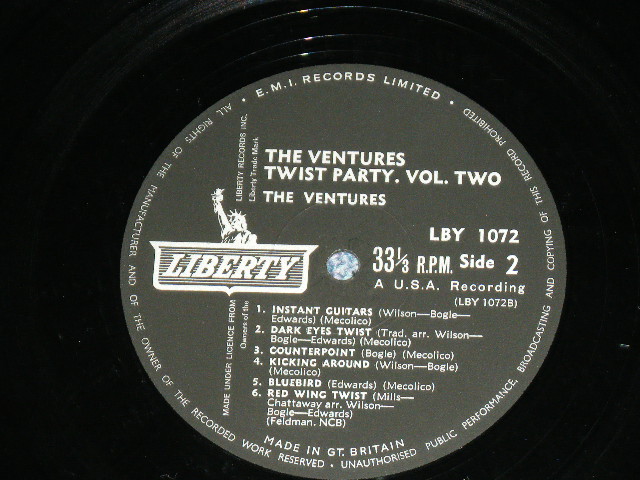 · E.M.I. RECORDS LIMITED ·
ALL RIGHTS OF THE MANUFACTURER AND OF THE OWNER OF THE RECORDED WORK RESERVED · UNAUTHORISED PUBLIC PERFORMANCE, BROADCASTING AND COPYING OF THIS RECORD PROHIBITED
LIBERTY RECORDS INC.
Liberty Trade Mark
THE VENTURES
TWIST PARTY. VOL. TWO
THE VENTURES
LBY 1072
LIBERTY
33⅓ R.P.M. Side 2
A U.S.A. Recording
(LBY 1072B)
MADE UNDER LICENCE FROM
Owners of the
1. INSTANT GUITARS (Wilson—Bogle—
Edwards) (Mecolico)
2. DARK EYES TWIST (Trad. arr. Wilson—
Bogle—Edwards) (Mecolico)
3. COUNTERPOINT (Bogle) (Mecolico)
4. KICKING AROUND (Wilson—Bogle)
(Mecolico)
5. BLUEBIRD (Edwards) (Mecolico)
6. RED WING TWIST (Mills—
Chattaway arr. Wilson—
Bogle—Edwards)
(Feldman. NCB)
MADE IN GT. BRITAIN